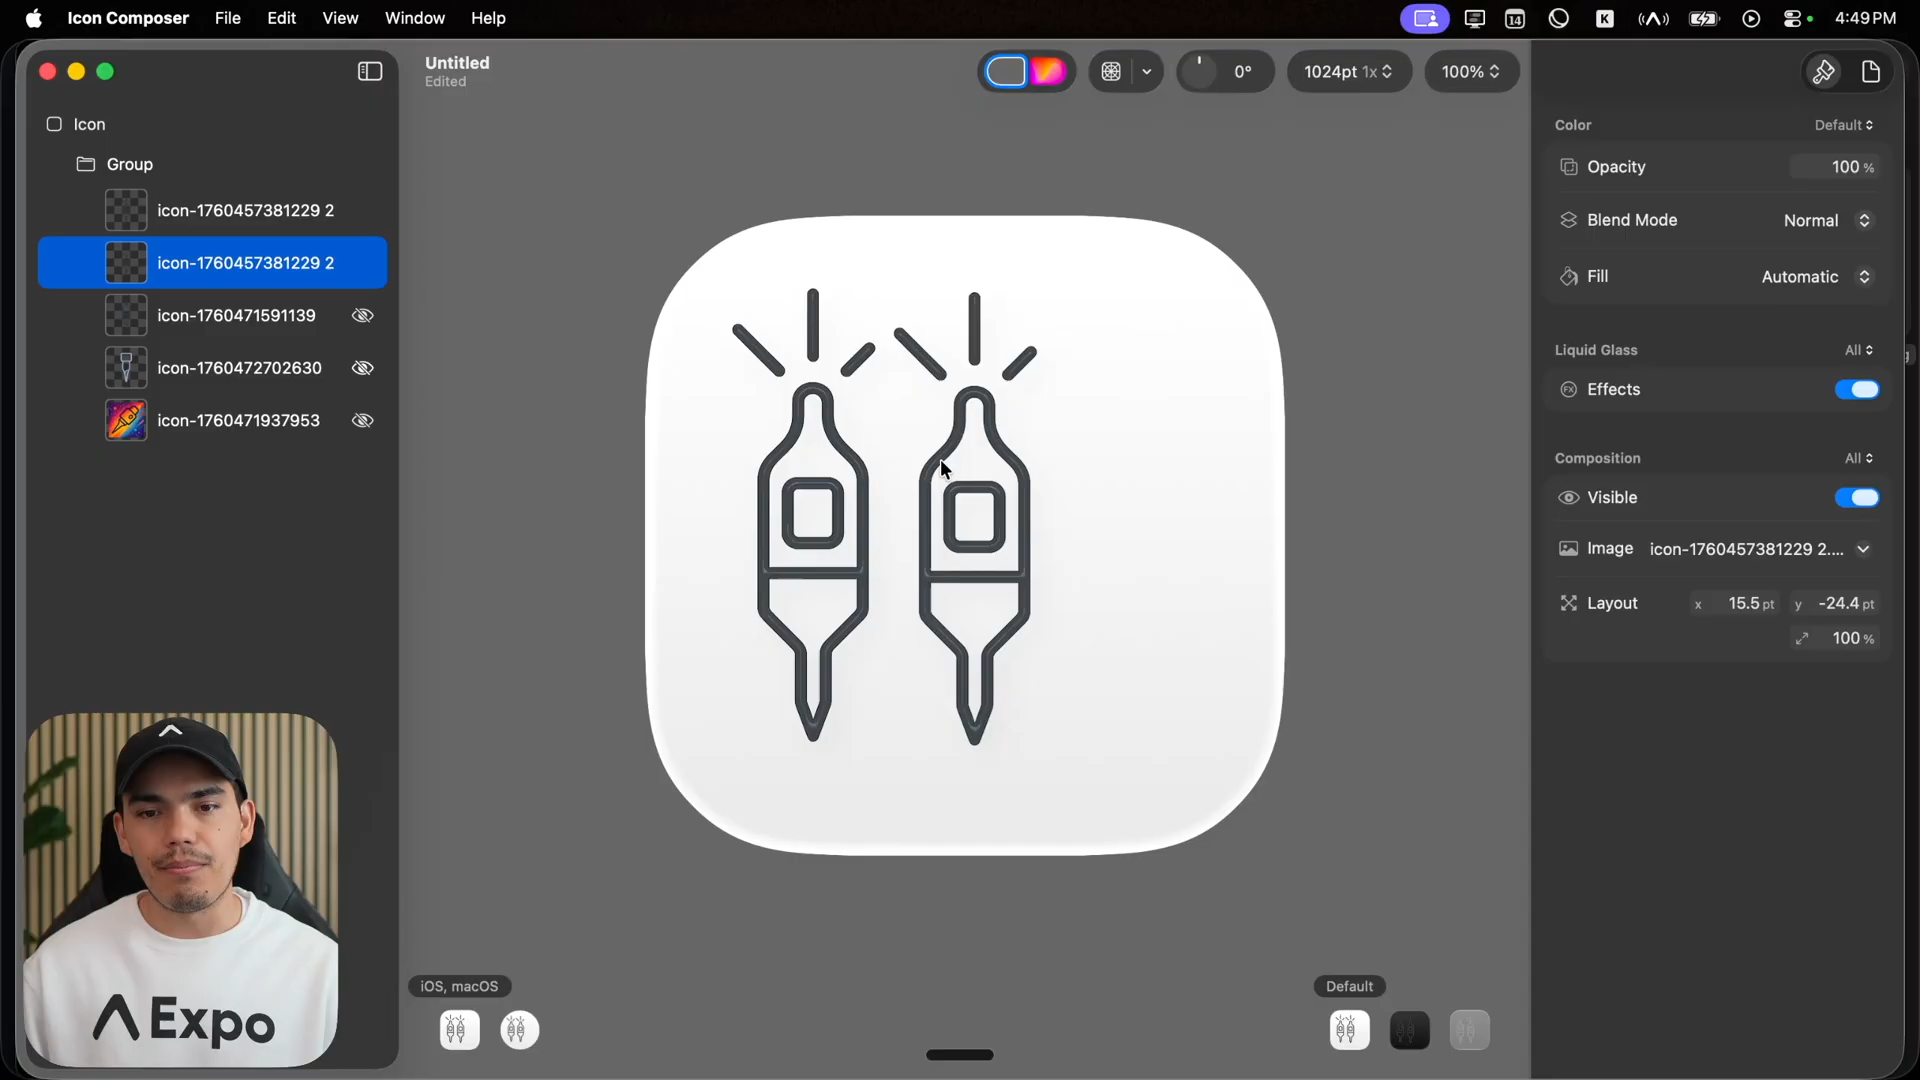 Icon Composer File Edit View Window Help
14 K 4:49PM
Untitled
Edited
0° 1024pt 1x 100%
Icon
Group
icon-1760457381229 2
icon-1760457381229 2
icon-1760471591139
icon-1760472702630
icon-1760471937953
Color Default
Opacity 100 %
Blend Mode Normal
Fill Automatic
Liquid Glass All
FX Effects
Composition All
Visible
Image icon-1760457381229 2....
Layout x 15.5 pt y -24.4 pt
100 %
g
Expo
iOS, macOS
Default